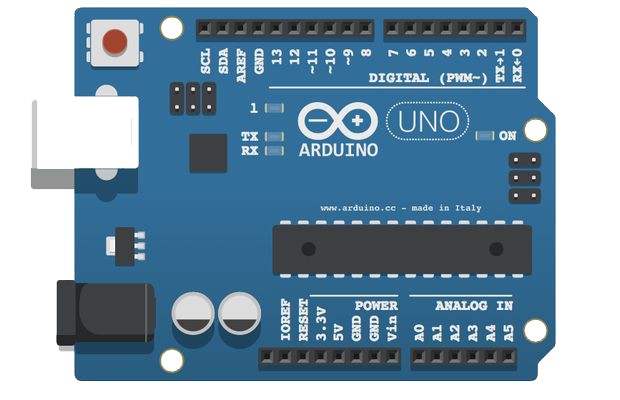 SCL
SDA
AREF
GND
13
12
~11
~10
~9
8
7
6
5
4
3
2
TX→1
RX←0
DIGITAL (PWM~)
1
TX
RX
UNO
ON
ARDUINO
www.arduino.cc - made in Italy
POWER
ANALOG IN
IOREF
RESET
3.3V
5V
GND
GND
Vin
A0
A1
A2
A3
A4
A5